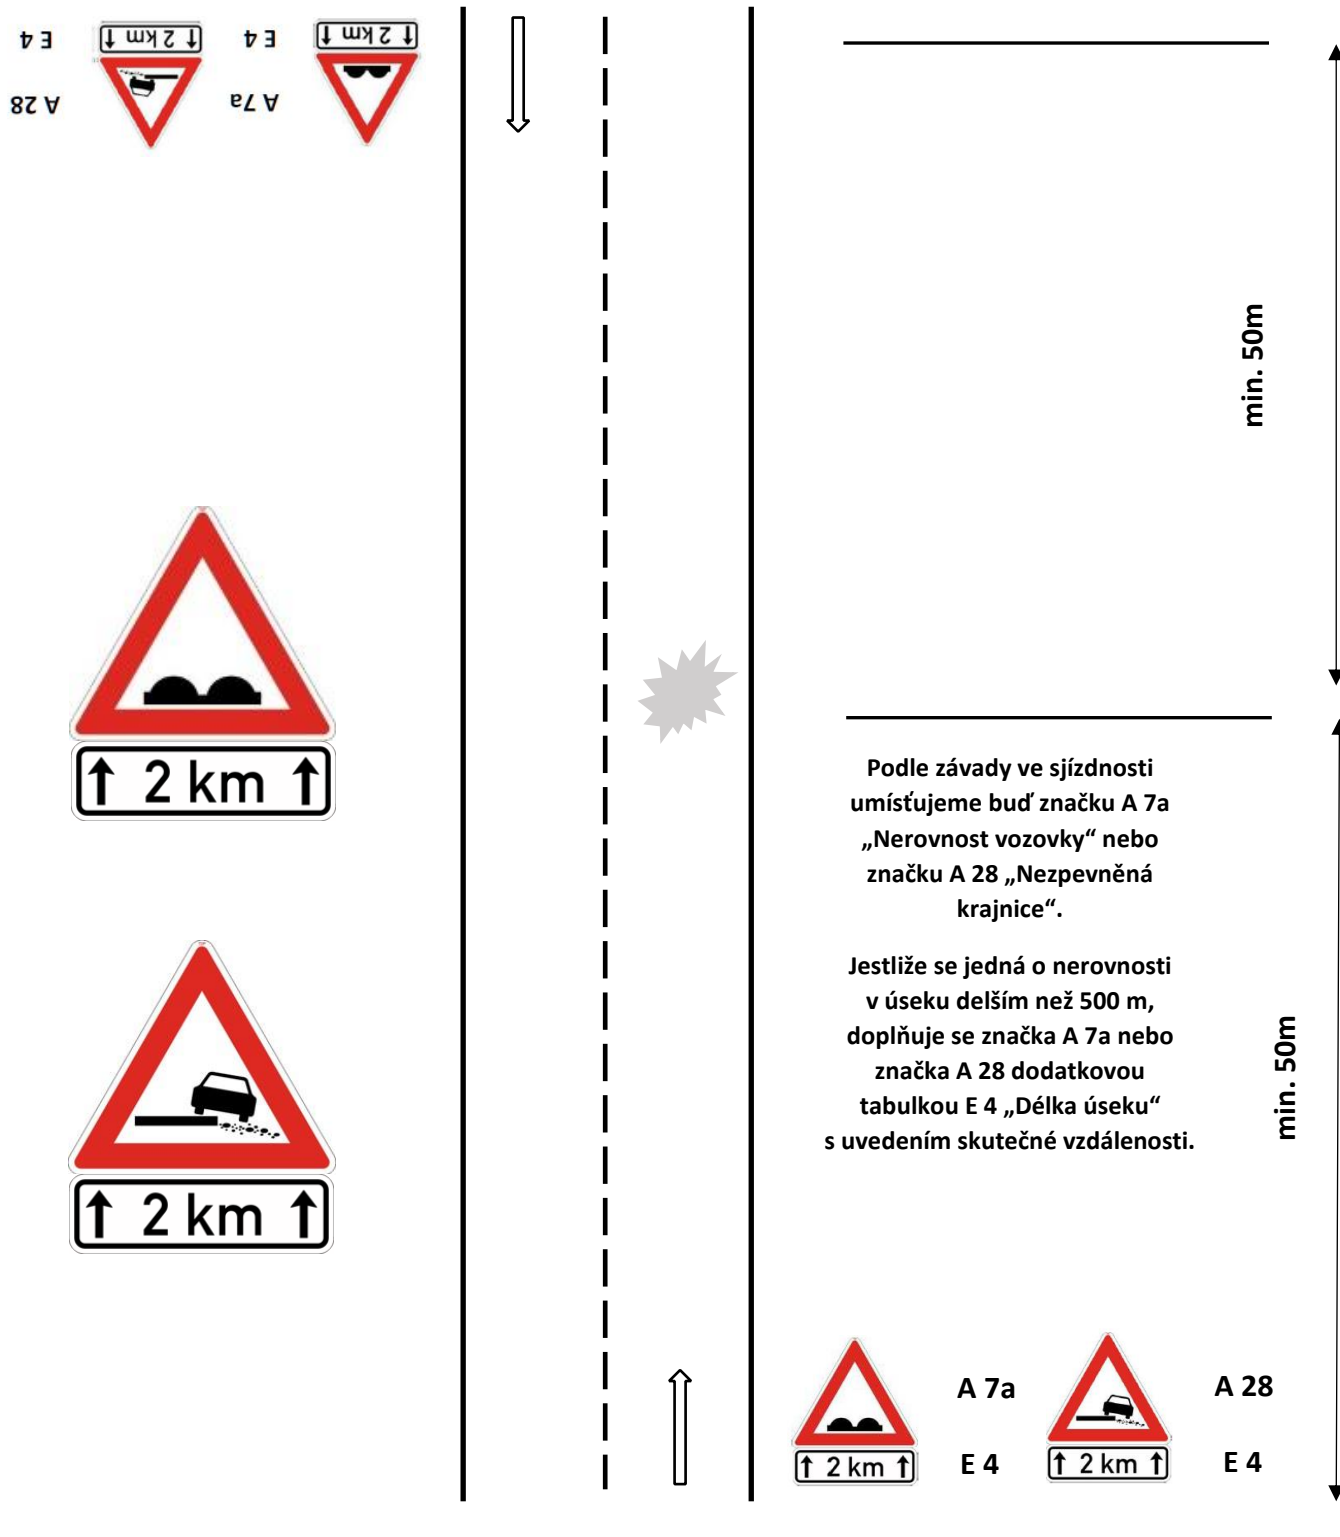 E 4
2 km
E 4
2 km
A 28
A 7a
min. 50m
2 km
Podle závady ve sjízdnosti
umísťujeme buď značku A 7a
„Nerovnost vozovky“ nebo
značku A 28 „Nezpevněná
krajnice“.
Jestliže se jedná o nerovnosti
v úseku delším než 500 m,
doplňuje se značka A 7a nebo
značka A 28 dodatkovou
tabulkou E 4 „Délka úseku“
s uvedením skutečné vzdálenosti.
min. 50m
2 km
A 7a
A 28
2 km
E 4
2 km
E 4